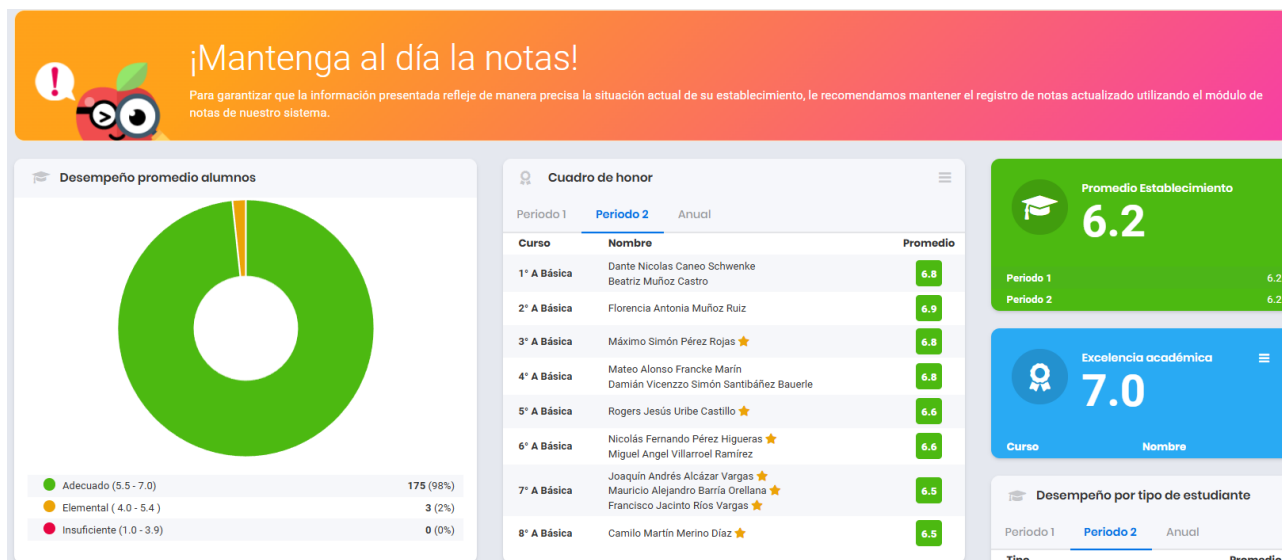 ¡Mantenga al día la notas!
Para garantizar que la información presentada refleje de manera precisa la situación actual de su establecimiento, le recomendamos mantener el registro de notas actualizado utilizando el módulo de
notas de nuestro sistema.
Desempeño promedio alumnos
Adecuado (5.5 - 7.0) 175 (98%)
Elemental ( 4.0 - 5.4 ) 3 (2%)
Insuficiente (1.0 - 3.9) 0 (0%)
Cuadro de honor
Periodo 1 Periodo 2 Anual
Curso Nombre Promedio
1° A Básica Dante Nicolas Caneo Schwenke 6.8
Beatriz Muñoz Castro
2° A Básica Florencia Antonia Muñoz Ruiz 6.9
3° A Básica Máximo Simón Pérez Rojas 6.8
4° A Básica Mateo Alonso Francke Marín 6.8
Damián Vicenzzo Simón Santibáñez Bauerle
5° A Básica Rogers Jesús Uribe Castillo 6.6
6° A Básica Nicolás Fernando Pérez Higueras 6.6
Miguel Angel Villarroel Ramírez
7° A Básica Joaquín Andrés Alcázar Vargas 6.5
Mauricio Alejandro Barría Orellana
Francisco Jacinto Ríos Vargas
8° A Básica Camilo Martín Merino Díaz 6.5
Promedio Establecimiento
6.2
Periodo 1 6.2
Periodo 2 6.2
Excelencia académica
7.0
Curso Nombre
Desempeño por tipo de estudiante
Periodo 1 Periodo 2 Anual
Tipo Promedio